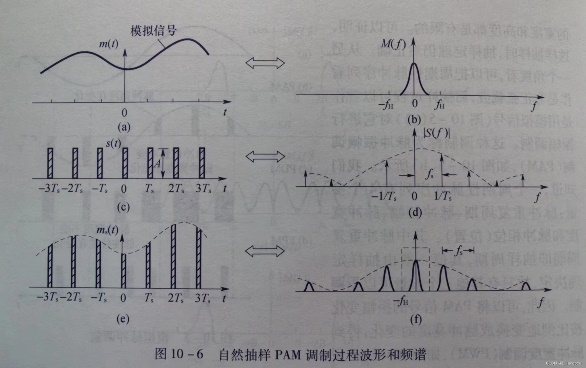 模拟信号
m(t)
0
t
(a)
M(f)
−fH
0
fH
f
(b)
s(t)
A
−3Ts −2Ts −Ts 0 Ts 2Ts 3Ts t
(c)
|S(f)|
fs
−1/Ts 0 1/Ts f
(d)
ms(t)
−3Ts −2Ts −Ts 0 Ts 2Ts 3Ts t
(e)
fs
−fH 0 f
(f)
图 10-6 自然抽样 PAM 调制过程波形和频谱